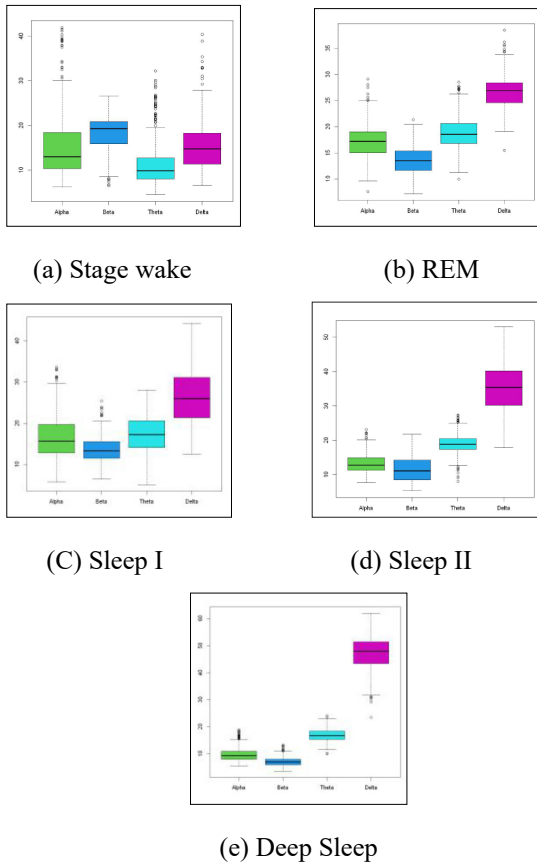 40
30
20
10
Alpha Beta Theta Delta
(a) Stage wake
35
30
25
20
15
10
Alpha Beta Theta Delta
(b) REM
40
30
20
10
Alpha Beta Theta Delta
(C) Sleep I
50
40
30
20
10
Alpha Beta Theta Delta
(d) Sleep II
60
50
40
30
20
10
Alpha Beta Theta Delta
(e) Deep Sleep